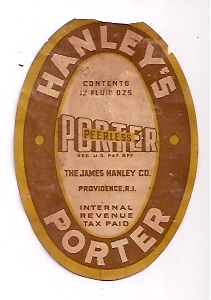 HANLEY'S
CONTENTS
12 FLUID OZS
PORTER
PEERLESS
REG. U.S. PAT. OFF.
THE JAMES HANLEY CO.
PROVIDENCE, R.I.
INTERNAL
REVENUE
TAX PAID
PORTER